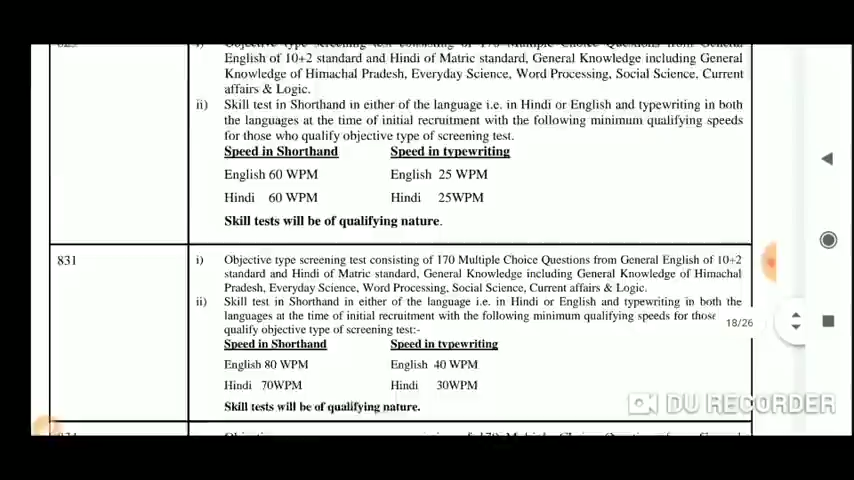 English of 10+2 standard and Hindi of Matric standard, General Knowledge including General
Knowledge of Himachal Pradesh, Everyday Science, Word Processing, Social Science, Current
affairs & Logic.
ii) Skill test in Shorthand in either of the language i.e. in Hindi or English and typewriting in both
the languages at the time of initial recruitment with the following minimum qualifying speeds
for those who qualify objective type of screening test.
Speed in Shorthand Speed in typewriting
English 60 WPM English 25 WPM
Hindi 60 WPM Hindi 25WPM
Skill tests will be of qualifying nature.
831 i) Objective type screening test consisting of 170 Multiple Choice Questions from General English of 10+2
standard and Hindi of Matric standard, General Knowledge including General Knowledge of Himachal
Pradesh, Everyday Science, Word Processing, Social Science, Current affairs & Logic.
ii) Skill test in Shorthand in either of the language i.e. in Hindi or English and typewriting in both the
languages at the time of initial recruitment with the following minimum qualifying speeds for those
qualify objective type of screening test:-
18/26
Speed in Shorthand Speed in typewriting
English 80 WPM English 40 WPM
Hindi 70WPM Hindi 30WPM
Skill tests will be of qualifying nature.
DU RECORDER